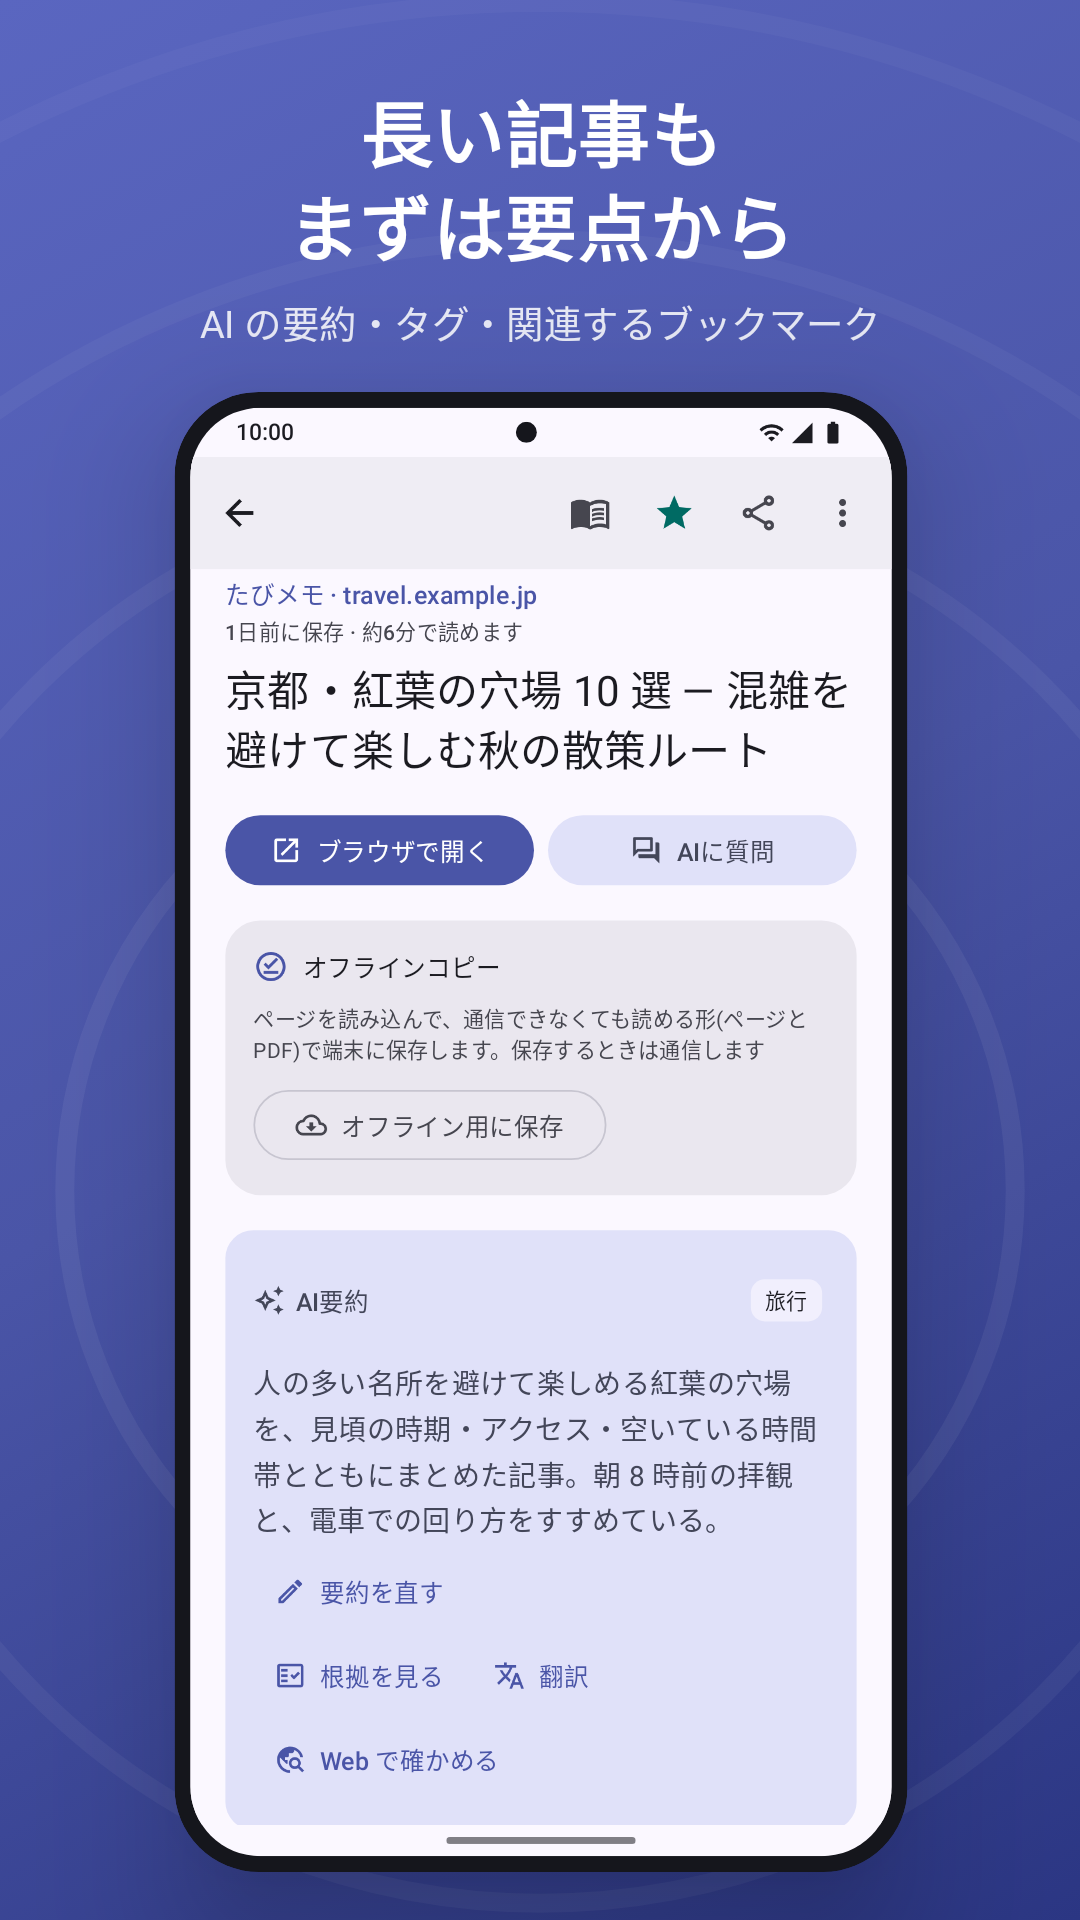 長い記事も
まずは要点から
AI の要約・タグ・関連するブックマーク
10:00
たびメモ · travel.example.jp
1日前に保存 · 約6分で読めます
京都・紅葉の穴場 10 選 — 混雑を
避けて楽しむ秋の散策ルート
ブラウザで開く
AIに質問
オフラインコピー
ページを読み込んで、通信できなくても読める形(ページと
PDF)で端末に保存します。保存するときは通信します
オフライン用に保存
AI要約
旅行
人の多い名所を避けて楽しめる紅葉の穴場
を、見頃の時期・アクセス・空いている時間
帯とともにまとめた記事。朝 8 時前の拝観
と、電車での回り方をすすめている。
要約を直す
根拠を見る
翻訳
Web で確かめる